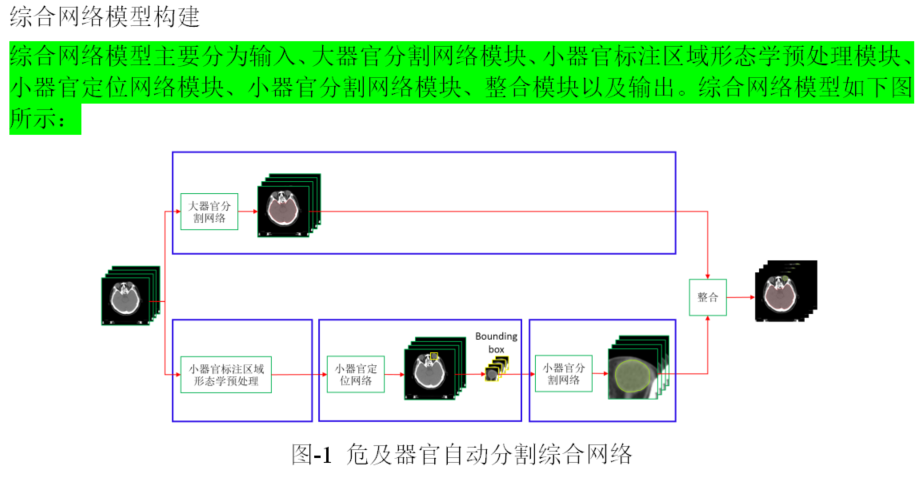 综合网络模型构建
综合网络模型主要分为输入、大器官分割网络模块、小器官标注区域形态学预处理模块、
小器官定位网络模块、小器官分割网络模块、整合模块以及输出。综合网络模型如下图
所示：
大器官分
割网络
整合
小器官标注区域
形态学预处理
小器官定
位网络
Bounding
box
小器官分
割网络
图-1 危及器官自动分割综合网络